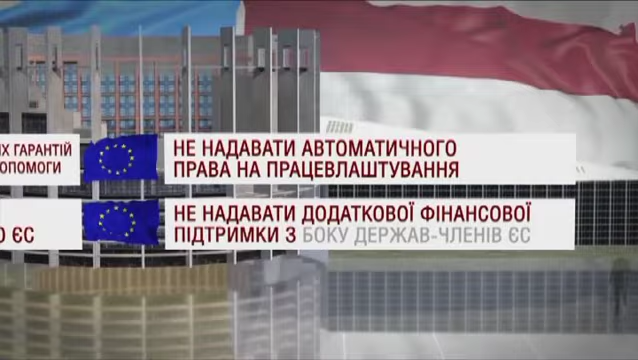 ИХ ГАРАНТІЙ
ОПОМОГИ
НЕ НАДАВАТИ АВТОМАТИЧНОГО
ПРАВА НА ПРАЦЕВЛАШТУВАННЯ
О ЄС
НЕ НАДАВАТИ ДОДАТКОВОЇ ФІНАНСОВОЇ
ПІДТРИМКИ З БОКУ ДЕРЖАВ-ЧЛЕНІВ ЄС